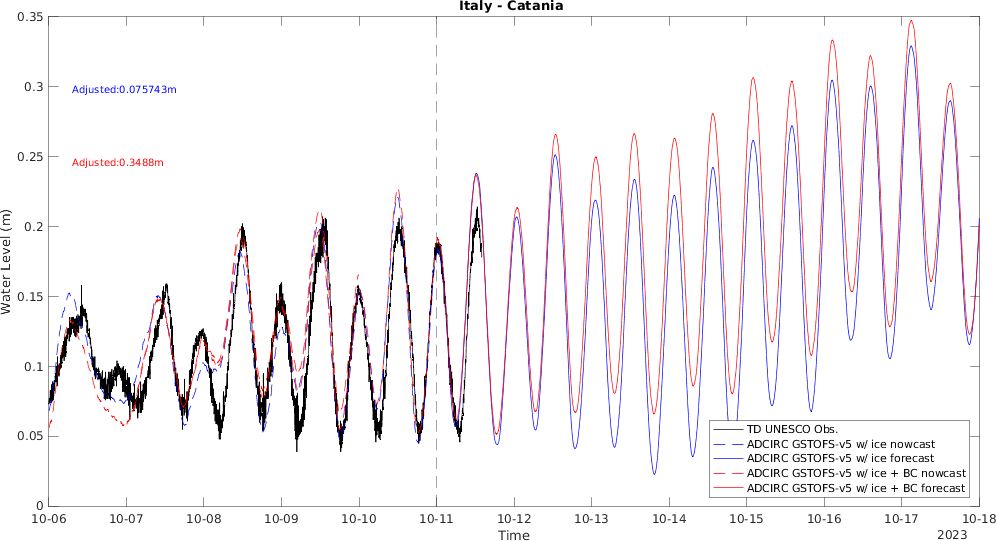 Italy - Catania
0.35
0.3
0.25
0.2
0.15
0.1
0.05
0
Water Level (m)
Adjusted:0.075743m
Adjusted:0.3488m
TD UNESCO Obs.
ADCIRC GSTOFS-v5 w/ ice nowcast
ADCIRC GSTOFS-v5 w/ ice forecast
ADCIRC GSTOFS-v5 w/ ice + BC nowcast
ADCIRC GSTOFS-v5 w/ ice + BC forecast
10-06 10-07 10-08 10-09 10-10 10-11 10-12 10-13 10-14 10-15 10-16 10-17 10-18
Time
2023